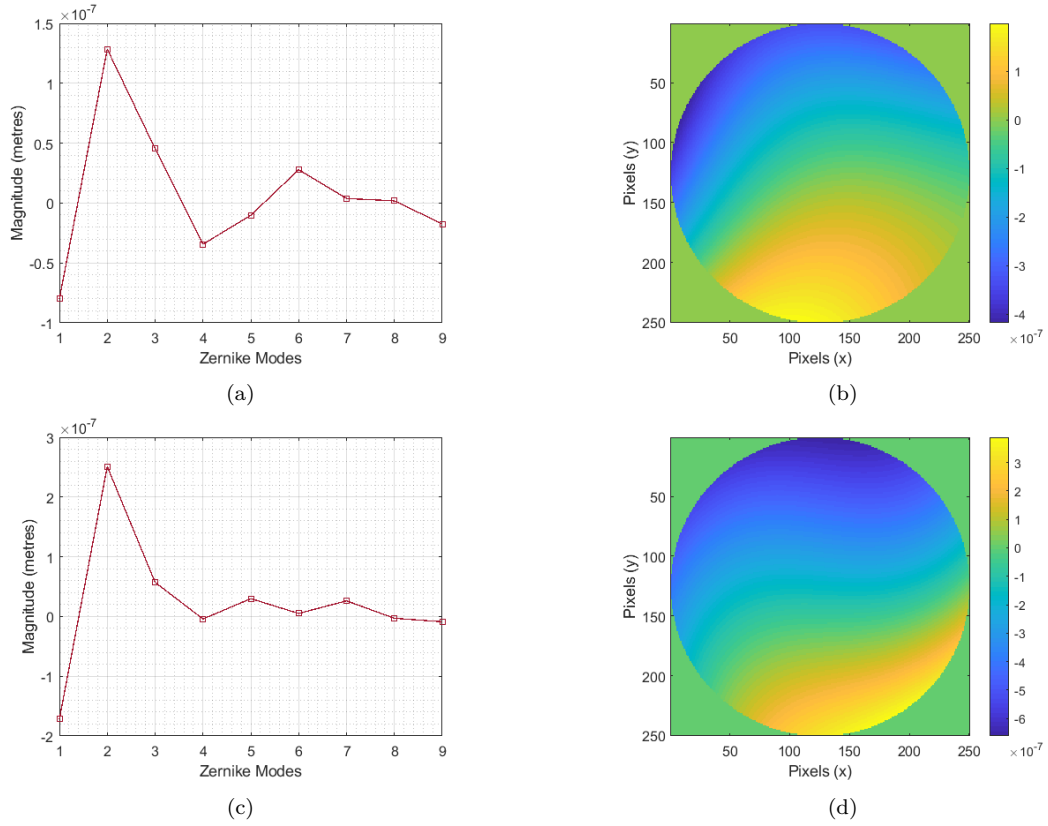 ×10⁻⁷
1.5
1
0.5
0
-0.5
-1
Magnitude (metres)
1 2 3 4 5 6 7 8 9
Zernike Modes
(a)
50
100
150
200
250
Pixels (y)
50 100 150 200 250
Pixels (x)
1
0
-1
-2
-3
-4
×10⁻⁷
(b)
×10⁻⁷
3
2
1
0
-1
-2
Magnitude (metres)
1 2 3 4 5 6 7 8 9
Zernike Modes
(c)
50
100
150
200
250
Pixels (y)
50 100 150 200 250
Pixels (x)
3
2
1
0
-1
-2
-3
-4
-5
-6
×10⁻⁷
(d)